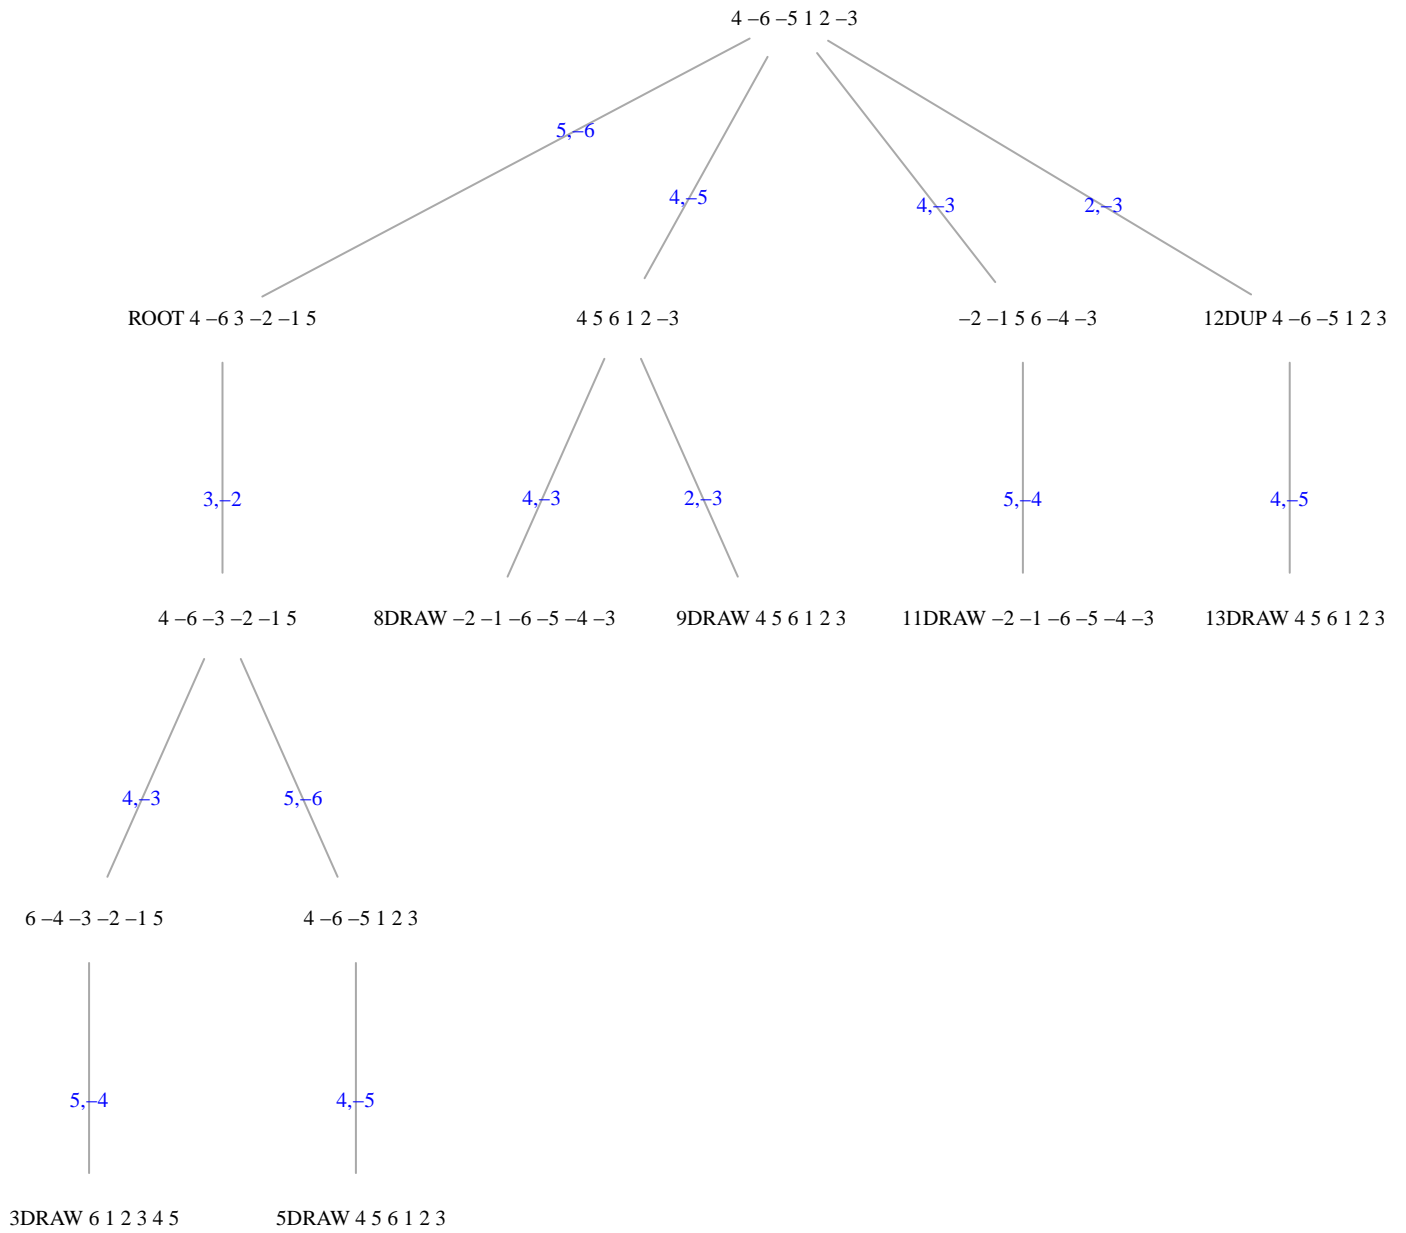 4 –6 –5 1 2 –3
5,–6
4,–5
4,–3
2,–3
ROOT 4 –6 3 –2 –1 5
4 5 6 1 2 –3
–2 –1 5 6 –4 –3
12DUP 4 –6 –5 1 2 3
3,–2
4,–3
2,–3
5,–4
4,–5
4 –6 –3 –2 –1 5
8DRAW –2 –1 –6 –5 –4 –3
9DRAW 4 5 6 1 2 3
11DRAW –2 –1 –6 –5 –4 –3
13DRAW 4 5 6 1 2 3
4,–3
5,–6
6 –4 –3 –2 –1 5
4 –6 –5 1 2 3
5,–4
4,–5
3DRAW 6 1 2 3 4 5
5DRAW 4 5 6 1 2 3